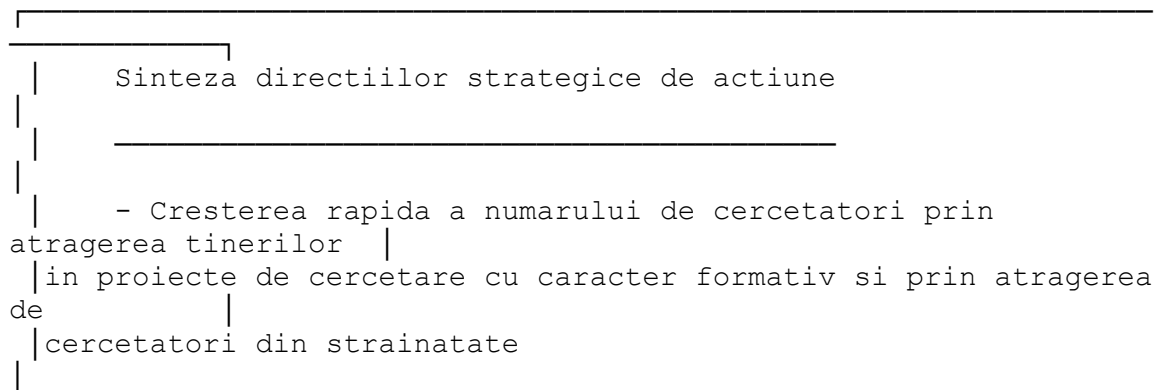 Sinteza directiilor strategice de actiune
- Cresterea rapida a numarului de cercetatori prin
atragerea tinerilor
in proiecte de cercetare cu caracter formativ si prin atragerea
de
cercetatori din strainatate